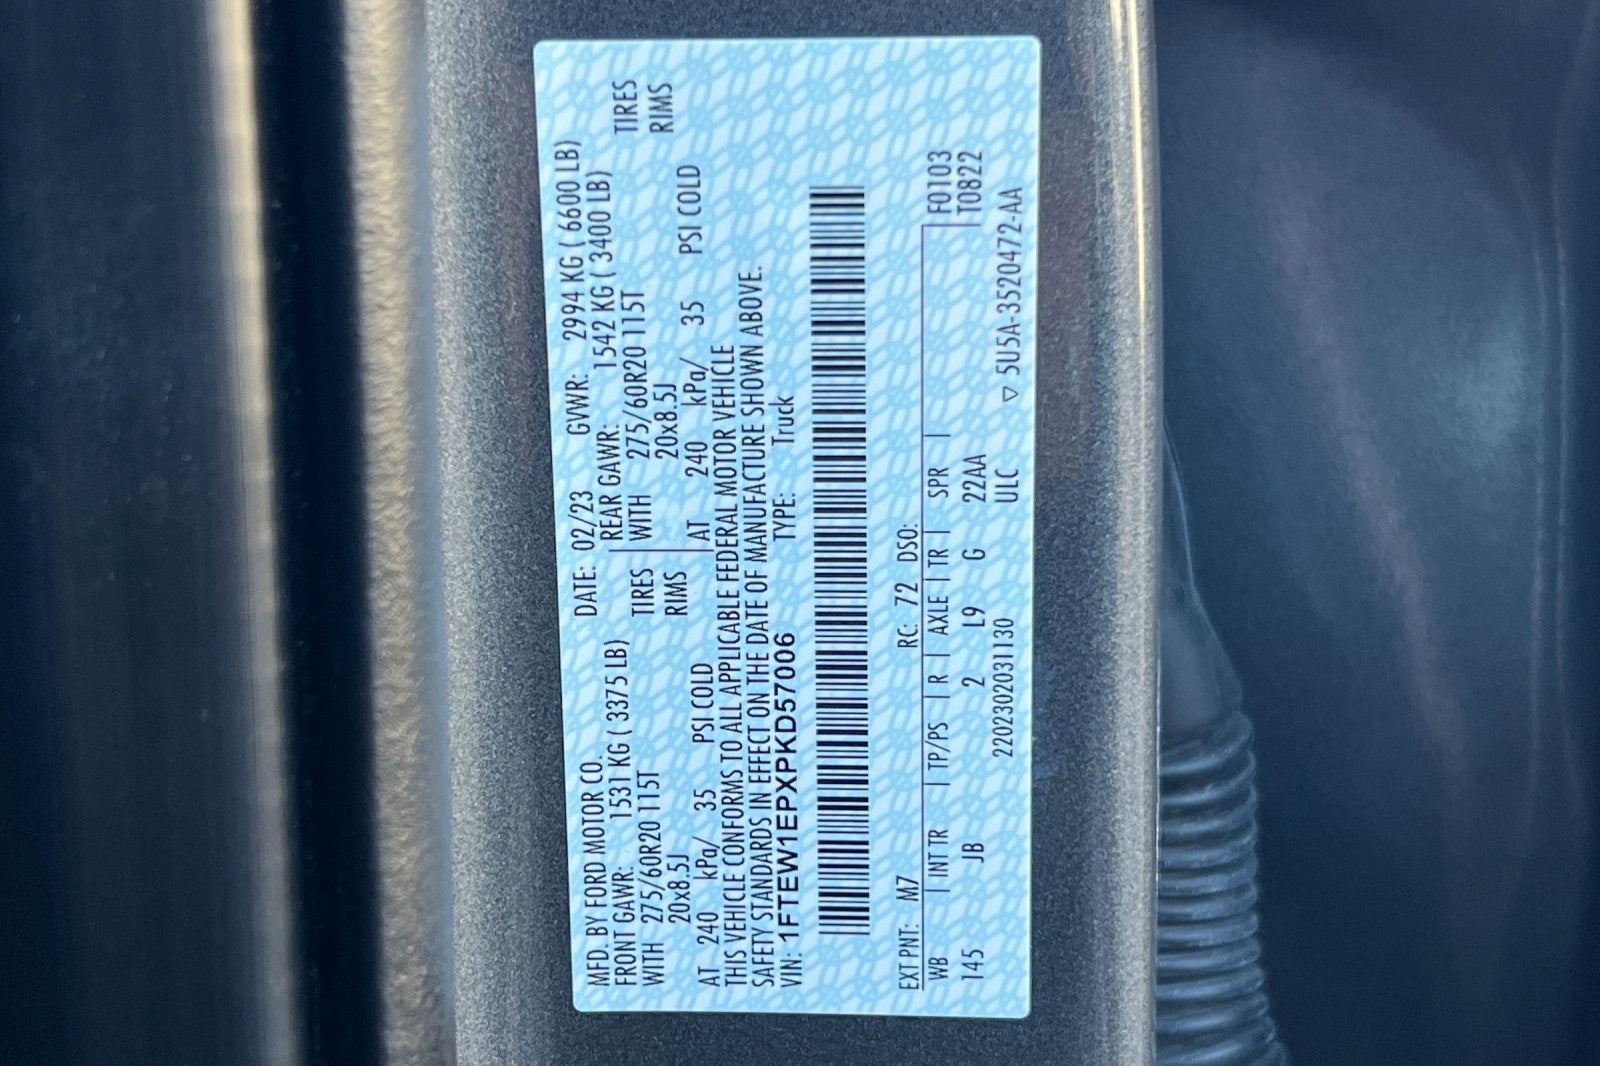 MFD. BY FORD MOTOR CO. DATE: 02/23 GVWR: 2994 KG ( 6600 LB)
FRONT GAWR: 1531 KG ( 3375 LB) REAR GAWR: 1542 KG ( 3400 LB)
WITH 275/60R20 115T TIRES WITH 275/60R20 115T TIRES
20x8.5J RIMS 20x8.5J RIMS
AT 240 kPa/ 35 PSI COLD AT 240 kPa/ 35 PSI COLD
THIS VEHICLE CONFORMS TO ALL APPLICABLE FEDERAL MOTOR VEHICLE
SAFETY STANDARDS IN EFFECT ON THE DATE OF MANUFACTURE SHOWN ABOVE.
VIN: 1FTEW1EPXPKD57006 TYPE: Truck
EXT PNT: M7 RC: 72 DSO: F0103
WB | INT TR | TP/PS | R | AXLE | TR | SPR | T0822
145 JB 2 L9 G 22AA
2202302031130 ULC ▽ 5U5A-3520472-AA